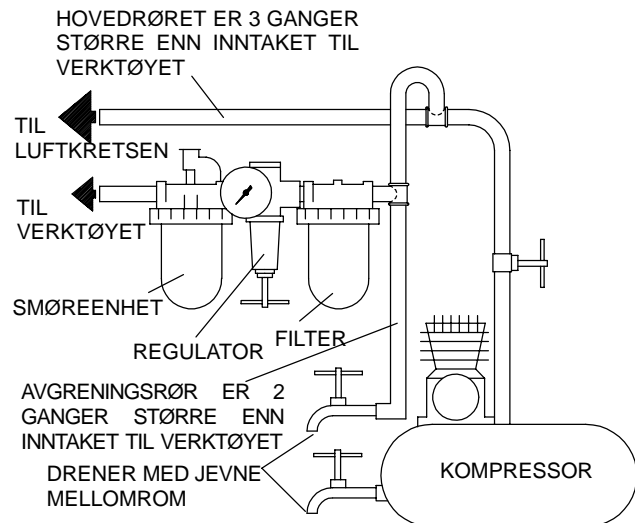 HOVEDRØRET ER 3 GANGER
STØRRE ENN INNTAKET TIL
VERKTØYET
TIL
LUFTKRETSEN
TIL
VERKTØYET
SMØREENHET
REGULATOR
FILTER
AVGRENINGSRØR ER 2
GANGER STØRRE ENN
INNTAKET TIL VERKTØYET
DRENER MED JEVNE
MELLOMROM
KOMPRESSOR